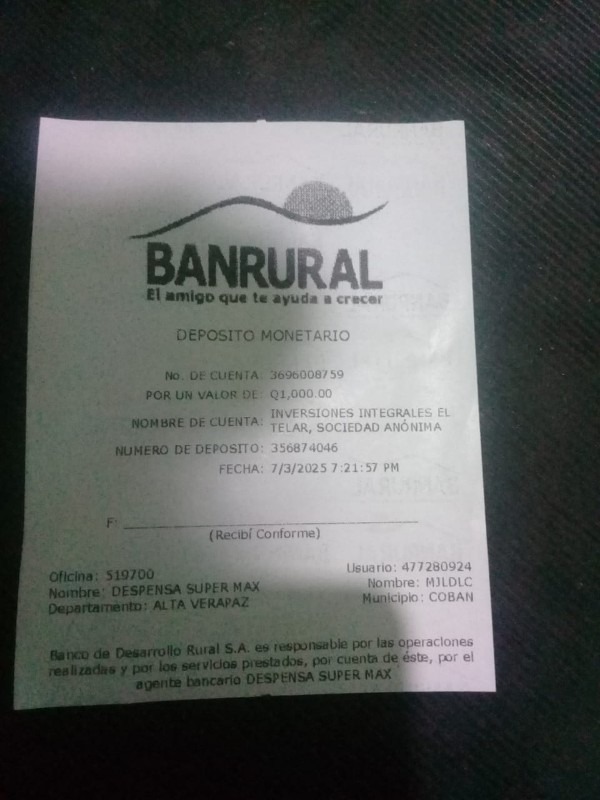 BANRURAL
El amigo que te ayuda a crecer
DEPOSITO MONETARIO
No. DE CUENTA: 3696008759
POR UN VALOR DE: Q1,000.00
NOMBRE DE CUENTA: INVERSIONES INTEGRALES EL
TELAR, SOCIEDAD ANÓNIMA
NUMERO DE DEPOSITO: 356874046
FECHA: 7/3/2025 7:21:57 PM
F:
(Recibí Conforme)
Oficina: 519700
Nombre: DESPENSA SUPER MAX
Departamento: ALTA VERAPAZ
Usuario: 477280924
Nombre: MJLDLC
Municipio: COBAN
Banco de Desarrollo Rural S.A. es responsable por las operaciones
realizadas y por los servicios prestados, por cuenta de éste, por el
agente bancario DESPENSA SUPER MAX